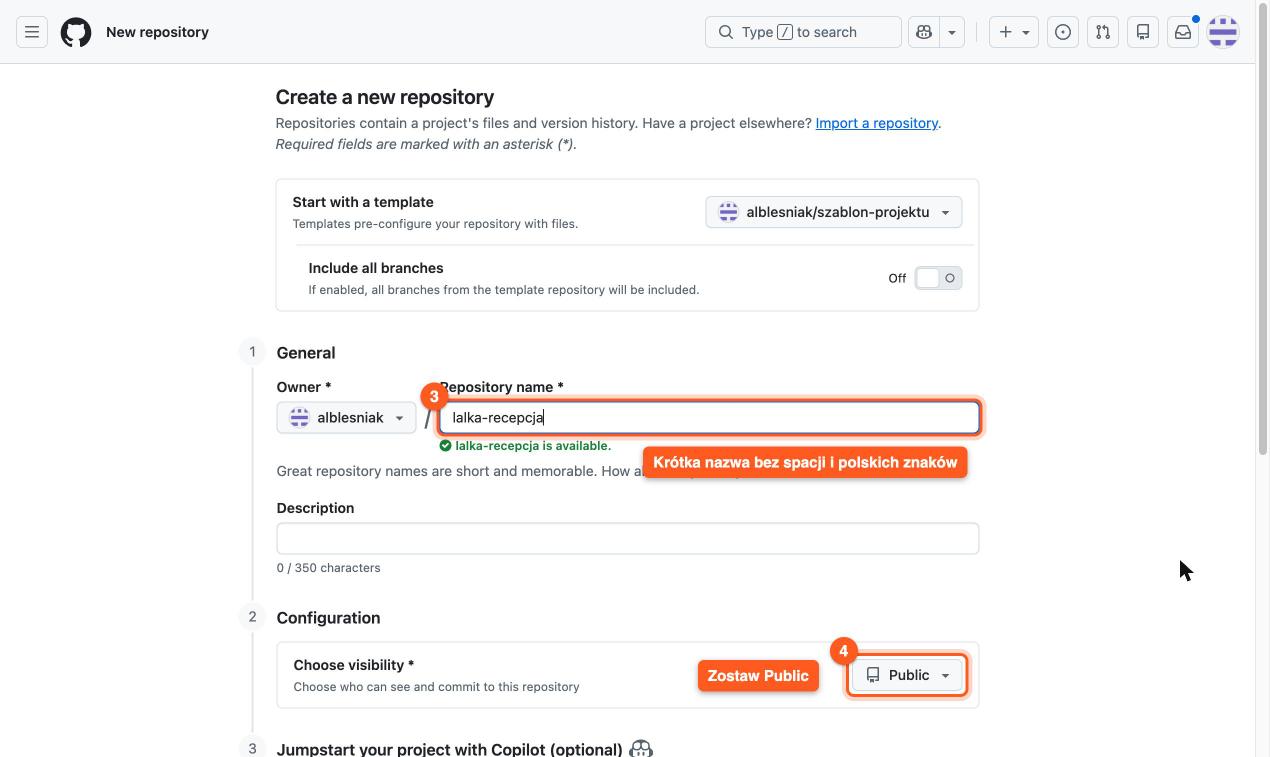 New repository
Type / to search
Create a new repository
Repositories contain a project's files and version history. Have a project elsewhere? Import a repository.
Required fields are marked with an asterisk (*).
Start with a template
Templates pre-configure your repository with files.
alblesniak/szablon-projektu
Include all branches
If enabled, all branches from the template repository will be included.
Off
1
General
Owner *
3
Repository name *
alblesniak
/
lalka-recepcja
lalka-recepcja is available.
Krótka nazwa bez spacji i polskich znaków
Great repository names are short and memorable. How
Description
0 / 350 characters
2
Configuration
4
Choose visibility *
Choose who can see and commit to this repository
Zostaw Public
Public
3
Jumpstart your project with Copilot (optional)